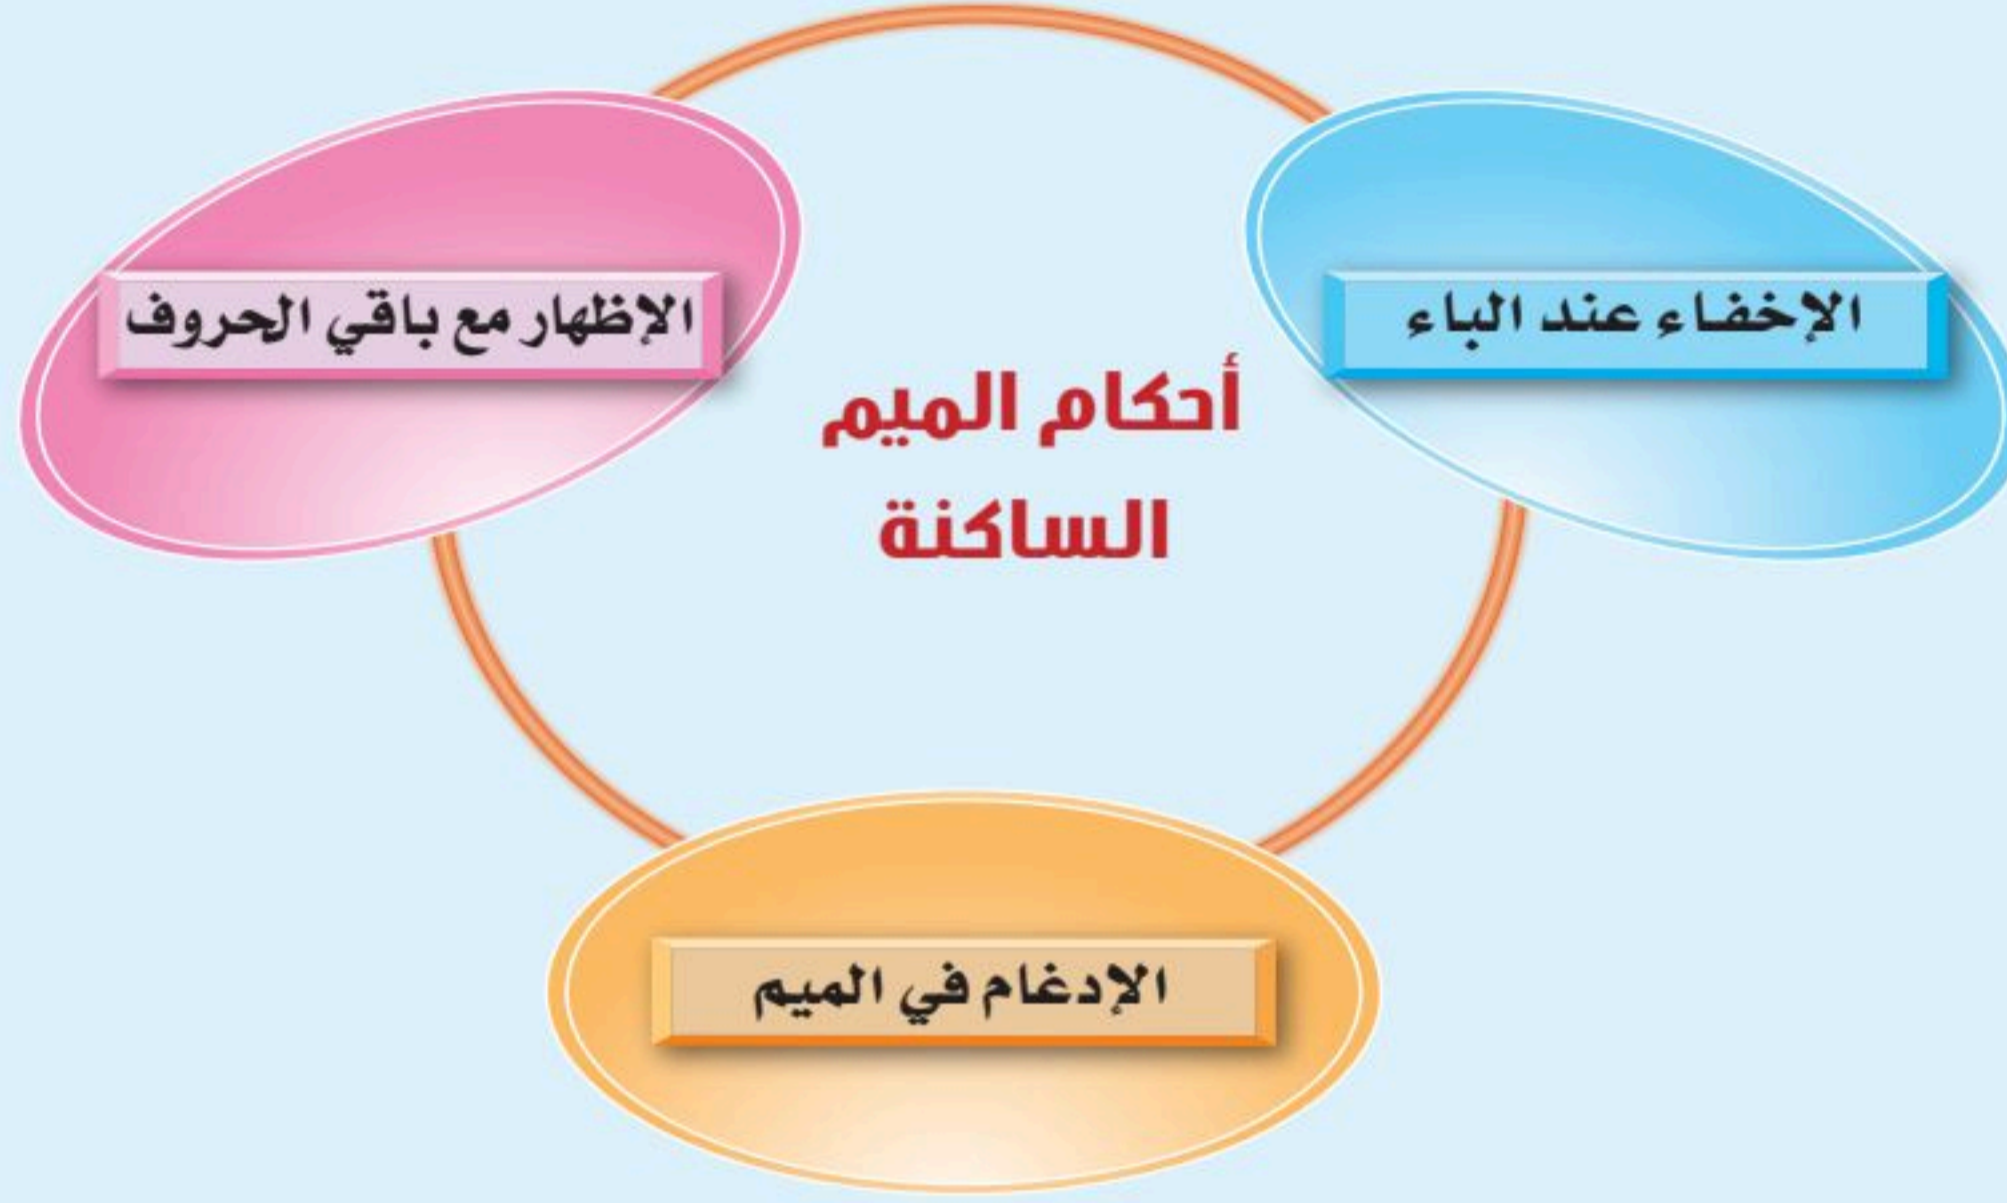 أحكام الميم
الساكنة
الإخفاء عند الباء
الإدغام في الميم
الإظهار مع باقي الحروف